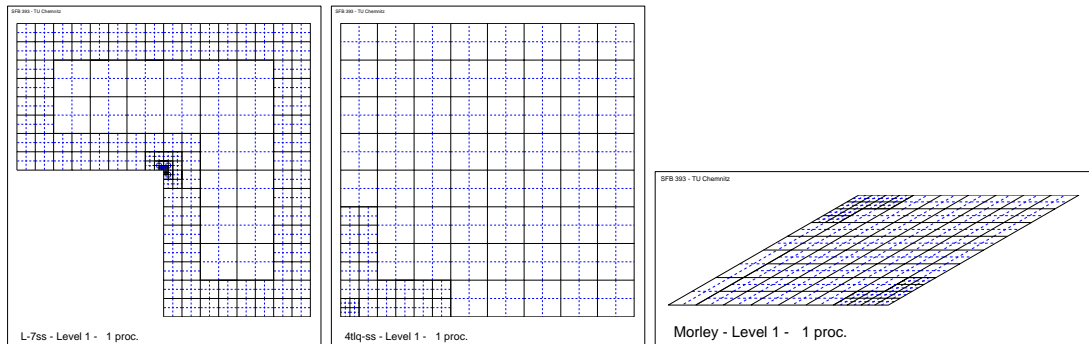 SFB 393 - TU Chemnitz
L-7ss - Level 1 - 1 proc.
SFB 393 - TU Chemnitz
4tlq-ss - Level 1 - 1 proc.
SFB 393 - TU Chemnitz
Morley - Level 1 - 1 proc.